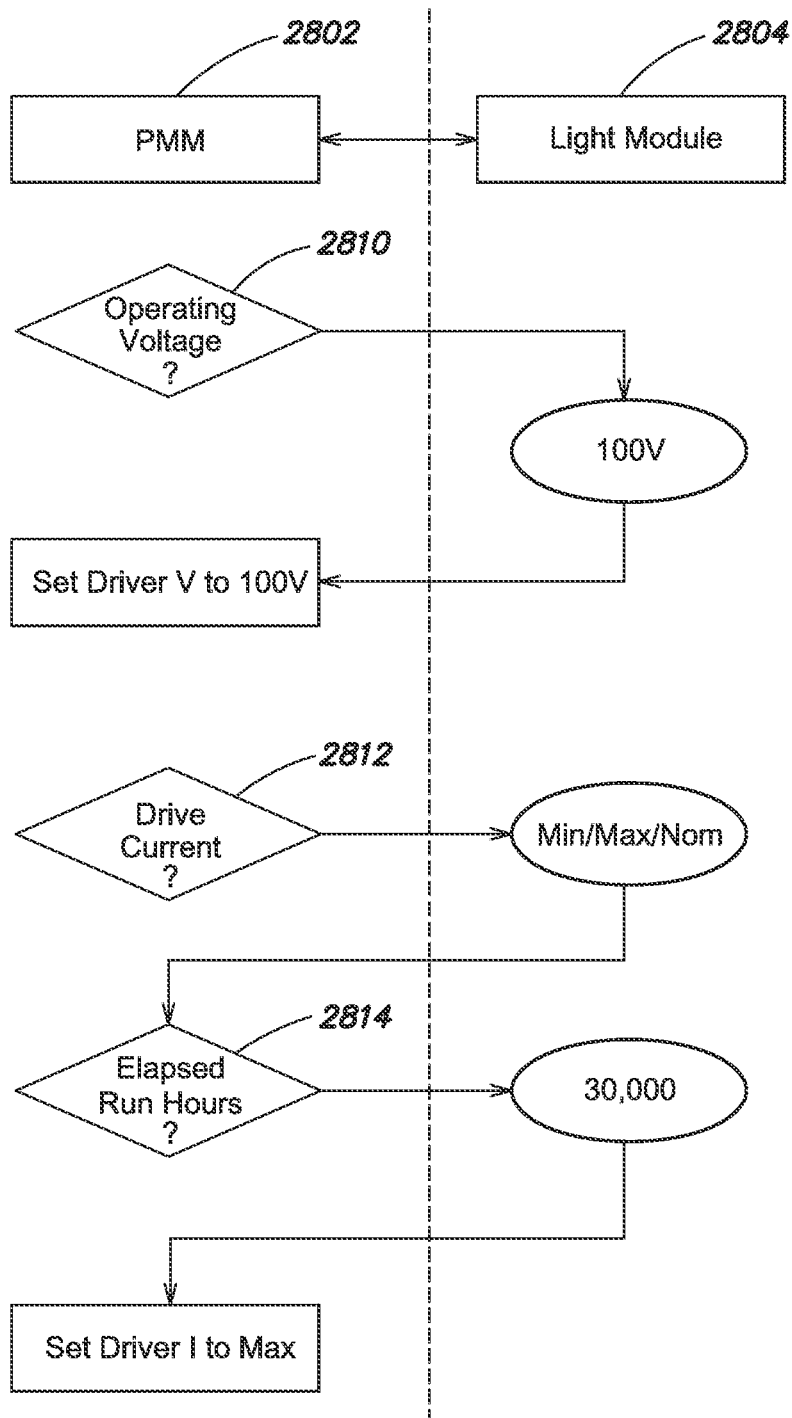 2802
2804
PMM
Light Module
2810
Operating
Voltage
?
100V
Set Driver V to 100V
2812
Drive
Current
?
Min/Max/Nom
2814
Elapsed
Run Hours
?
30,000
Set Driver I to Max